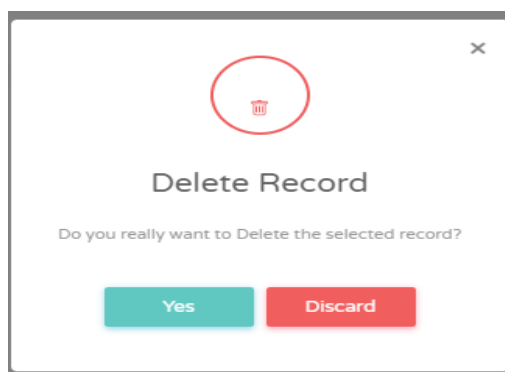 Delete Record
Do you really want to Delete the selected record?
Yes
Discard